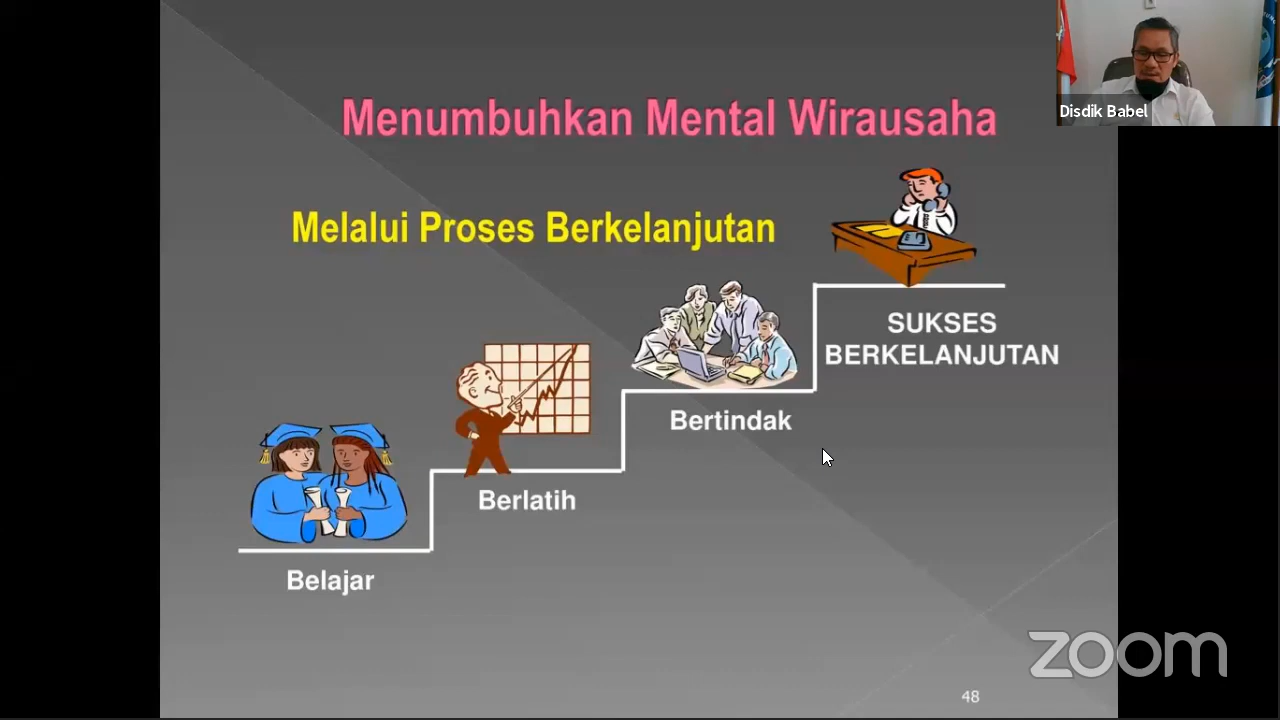 Menumbuhkan Mental Wirausaha
Disdik Babel
Melalui Proses Berkelanjutan
SUKSES
BERKELANJUTAN
Bertindak
Berlatih
Belajar
zoom
48